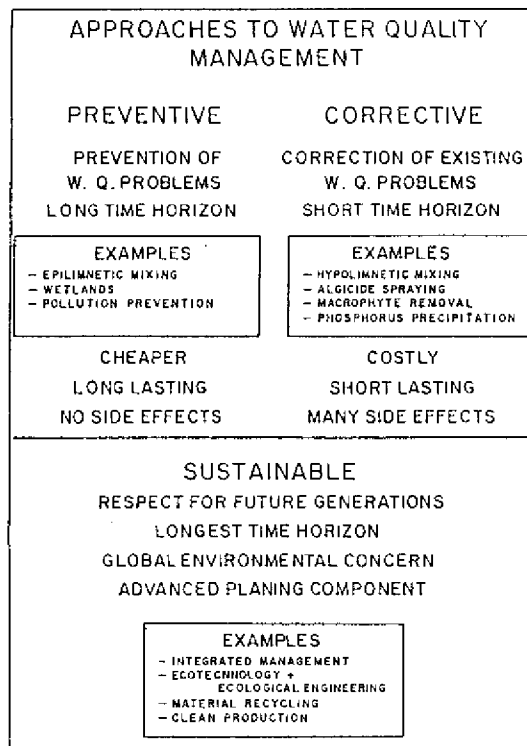 APPROACHES TO WATER QUALITY
MANAGEMENT
PREVENTIVE
PREVENTION OF
W. Q. PROBLEMS
LONG TIME HORIZON
EXAMPLES
– EPILIMNETIC MIXING
– WETLANDS
– POLLUTION PREVENTION
CHEAPER
LONG LASTING
NO SIDE EFFECTS
CORRECTIVE
CORRECTION OF EXISTING
W. Q. PROBLEMS
SHORT TIME HORIZON
EXAMPLES
– HYPOLIMNETIC MIXING
– ALGICIDE SPRAYING
– MACROPHYTE REMOVAL
– PHOSPHORUS PRECIPITATION
COSTLY
SHORT LASTING
MANY SIDE EFFECTS
SUSTAINABLE
RESPECT FOR FUTURE GENERATIONS
LONGEST TIME HORIZON
GLOBAL ENVIRONMENTAL CONCERN
ADVANCED PLANING COMPONENT
EXAMPLES
– INTEGRATED MANAGEMENT
– ECOTECNNOLOGY +
ECOLOGICAL ENGINEERING
– MATERIAL RECYCLING
– CLEAN PRODUCTION